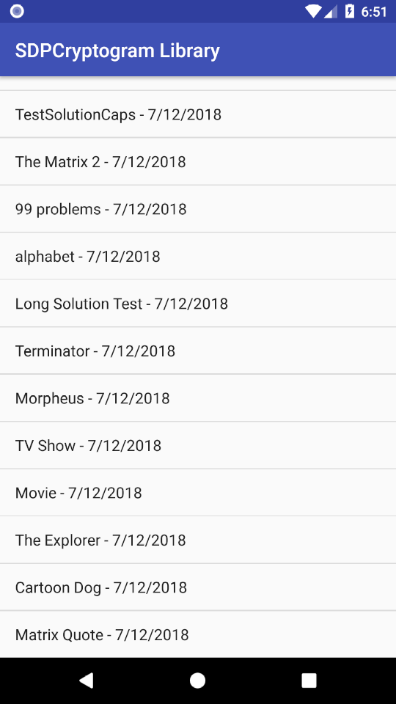 6:51
SDPCryptogram Library
TestSolutionCaps - 7/12/2018
The Matrix 2 - 7/12/2018
99 problems - 7/12/2018
alphabet - 7/12/2018
Long Solution Test - 7/12/2018
Terminator - 7/12/2018
Morpheus - 7/12/2018
TV Show - 7/12/2018
Movie - 7/12/2018
The Explorer - 7/12/2018
Cartoon Dog - 7/12/2018
Matrix Quote - 7/12/2018